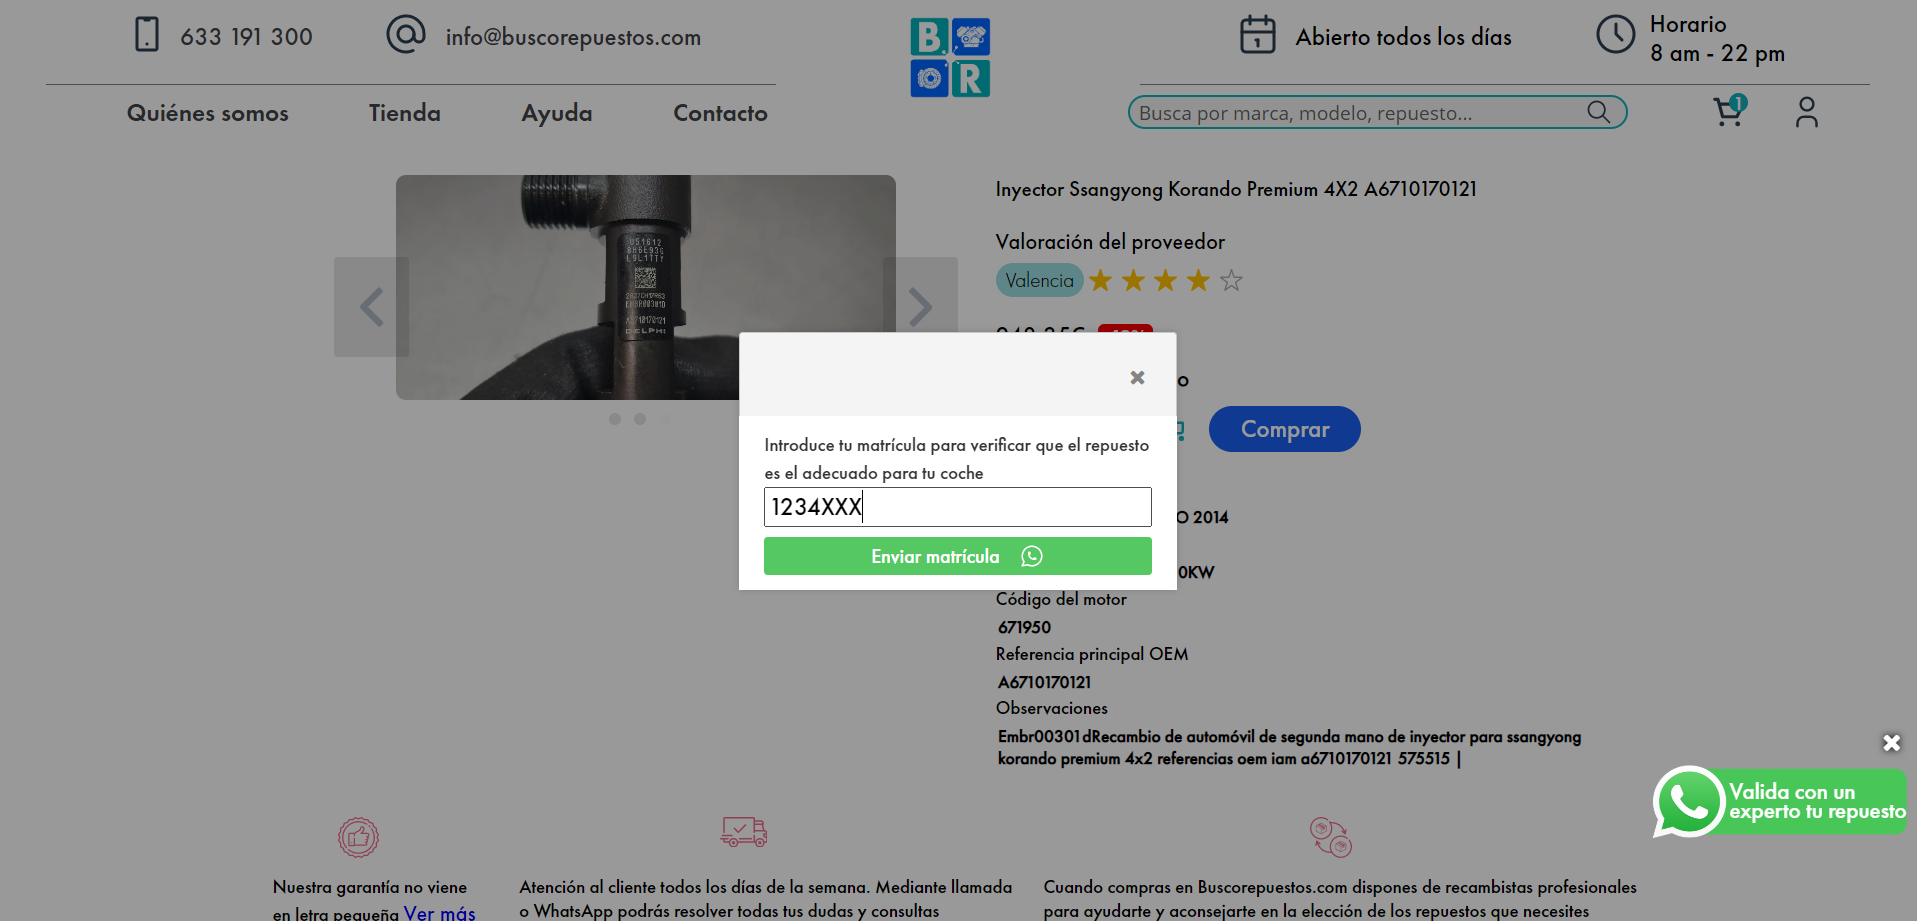 633 191 300
info@buscorepuestos.com
B
R
1
Abierto todos los días
Horario
8 am - 22 pm
Quiénes somos
Tienda
Ayuda
Contacto
Busca por marca, modelo, repuesto...
1
DELPHI
Inyector Ssangyong Korando Premium 4X2 A6710170121
Valoración del proveedor
Valencia
o
Comprar
Introduce tu matrícula para verificar que el repuesto
es el adecuado para tu coche
1234XXX
Enviar matrícula
O 2014
0KW
Código del motor
671950
Referencia principal OEM
A6710170121
Observaciones
Embr00301dRecambio de automóvil de segunda mano de inyector para ssangyong
korando premium 4x2 referencias oem iam a6710170121 575515 |
Valida con un
experto tu repuesto
Nuestra garantía no viene
en letra pequeña Ver más
Atención al cliente todos los días de la semana. Mediante llamada
o WhatsApp podrás resolver todas tus dudas y consultas
Cuando compras en Buscorepuestos.com dispones de recambistas profesionales
para ayudarte y aconsejarte en la elección de los repuestos que necesites